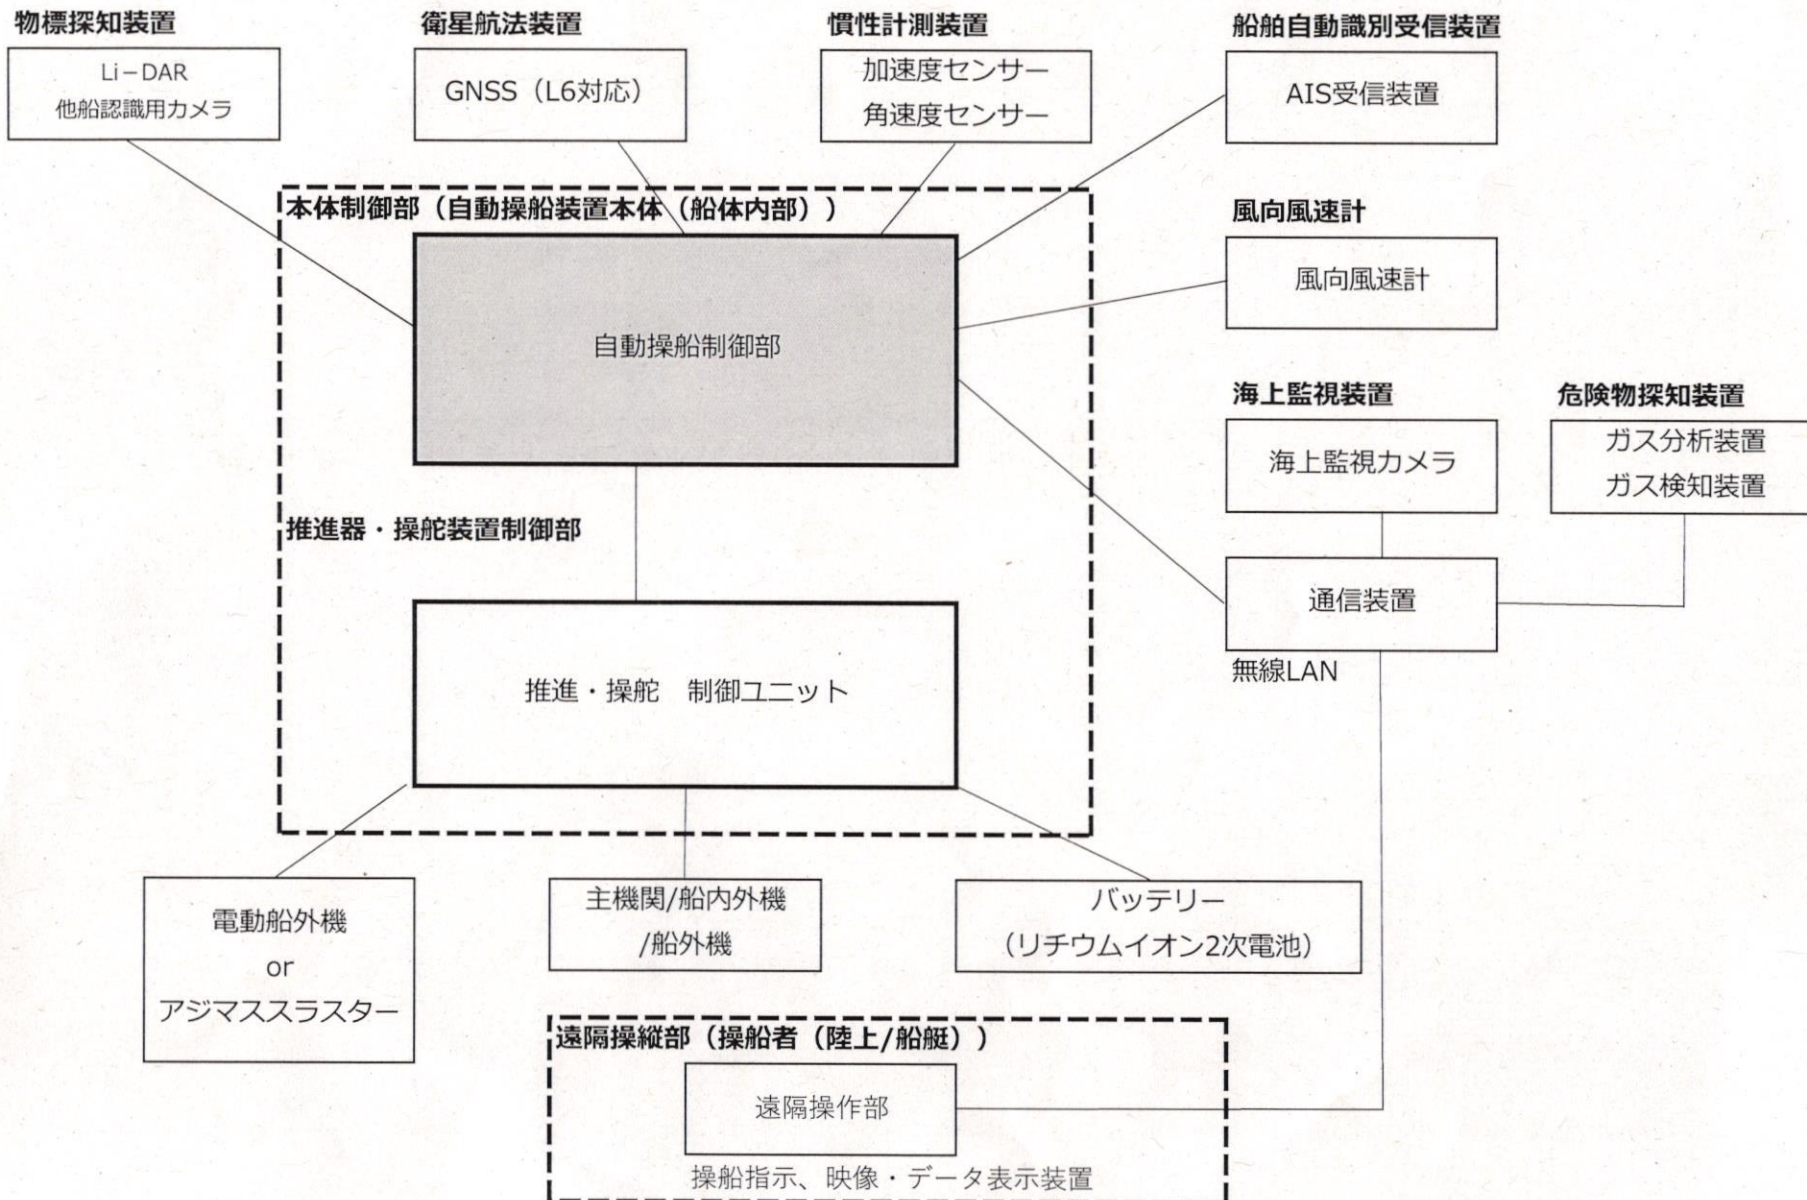 物標探知装置
Li－DAR
他船認識用カメラ
衛星航法装置
GNSS（L6対応）
慣性計測装置
加速度センサー
角速度センサー
船舶自動識別受信装置
AIS受信装置
本体制御部（自動操船装置本体（船体内部））
自動操船制御部
風向風速計
風向風速計
海上監視装置
海上監視カメラ
危険物探知装置
ガス分析装置
ガス検知装置
推進器・操舵装置制御部
推進・操舵　制御ユニット
通信装置
無線LAN
電動船外機
or
アジマススラスター
主機関/船内外機
/船外機
バッテリー
（リチウムイオン2次電池）
遠隔操縦部（操船者（陸上/船艇））
遠隔操作部
操船指示、映像・データ表示装置